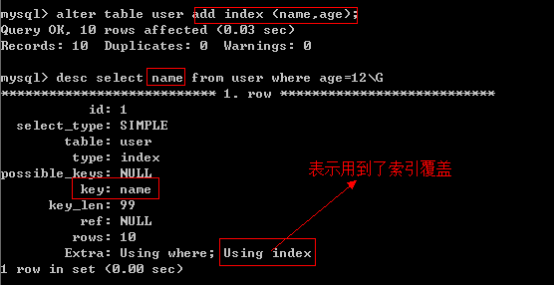 mysql> alter table user add index (name,age);
Query OK, 10 rows affected (0.03 sec)
Records: 10  Duplicates: 0  Warnings: 0
mysql> desc select name from user where age=12\G
*************************** 1. row ***************************
id: 1
select_type: SIMPLE
table: user
type: index
possible_keys: NULL
key: name
key_len: 99
ref: NULL
rows: 10
Extra: Using where; Using index
1 row in set (0.00 sec)
表示用到了索引覆盖